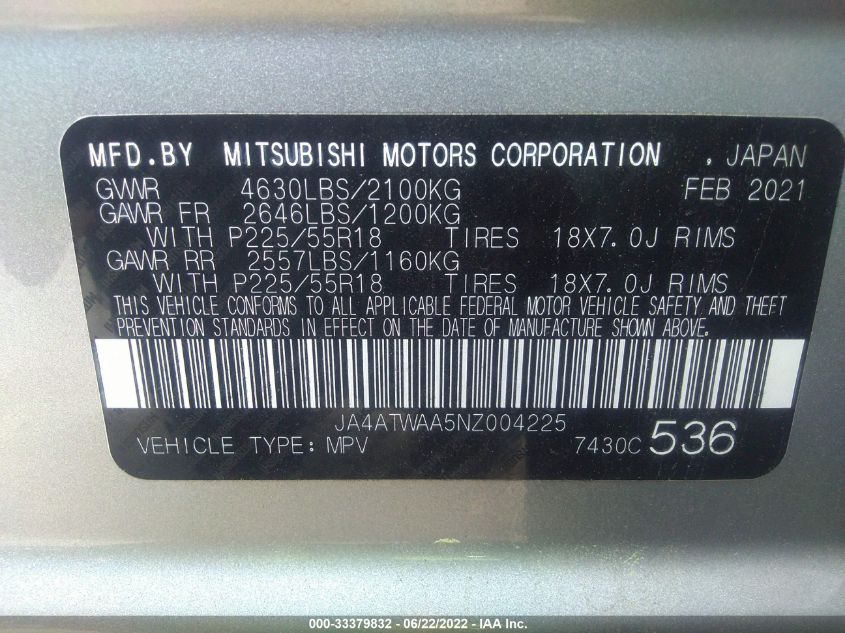 MFD.BY MITSUBISHI MOTORS CORPORATION , JAPAN
GVWR 4630LBS/2100KG FEB 2021
GAWR FR 2646LBS/1200KG
WITH P225/55R18 TIRES 18X7.0J RIMS
GAWR RR 2557LBS/1160KG
WITH P225/55R18 TIRES 18X7.0J RIMS
THIS VEHICLE CONFORMS TO ALL APPLICABLE FEDERAL MOTOR VEHICLE SAFETY AND THEFT
PREVENTION STANDARDS IN EFFECT ON THE DATE OF MANUFACTURE SHOWN ABOVE.
JA4ATWAA5NZ004225
VEHICLE TYPE: MPV 7430C 536
000-33379832 - 06/22/2022 - IAA Inc.